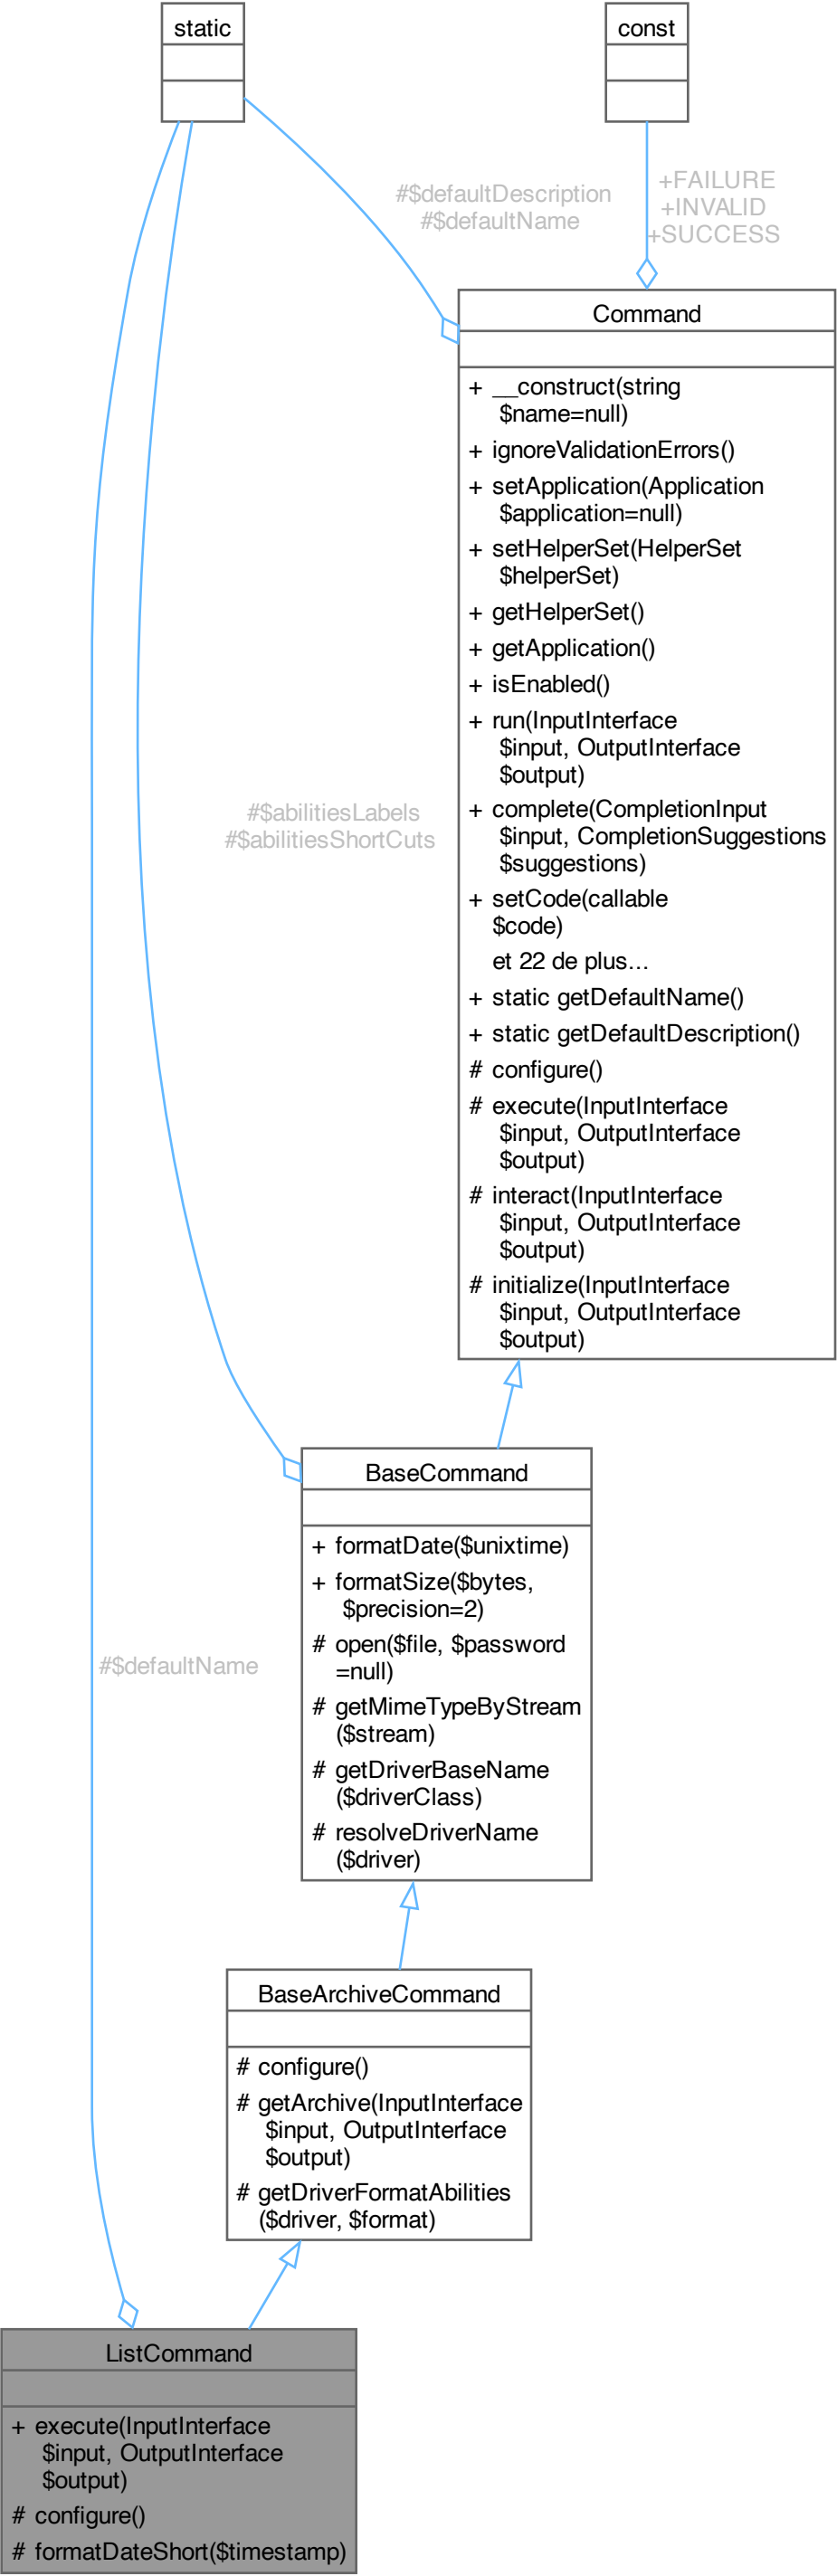 static
const
#$defaultDescription
#$defaultName
+FAILURE
+INVALID
+SUCCESS
Command
+ __construct(string
$name=null)
+ ignoreValidationErrors()
+ setApplication(Application
$application=null)
+ setHelperSet(HelperSet
$helperSet)
+ getHelperSet()
+ getApplication()
+ isEnabled()
+ run(InputInterface
$input, OutputInterface
$output)
+ complete(CompletionInput
$input, CompletionSuggestions
$suggestions)
+ setCode(callable
$code)
et 22 de plus...
+ static getDefaultName()
+ static getDefaultDescription()
# configure()
# execute(InputInterface
$input, OutputInterface
$output)
# interact(InputInterface
$input, OutputInterface
$output)
# initialize(InputInterface
$input, OutputInterface
$output)
#$abilitiesLabels
#$abilitiesShortCuts
BaseCommand
+ formatDate($unixtime)
+ formatSize($bytes,
$precision=2)
# open($file, $password
=null)
# getMimeTypeByStream
($stream)
# getDriverBaseName
($driverClass)
# resolveDriverName
($driver)
#$defaultName
BaseArchiveCommand
# configure()
# getArchive(InputInterface
$input, OutputInterface
$output)
# getDriverFormatAbilities
($driver, $format)
ListCommand
+ execute(InputInterface
$input, OutputInterface
$output)
# configure()
# formatDateShort($timestamp)